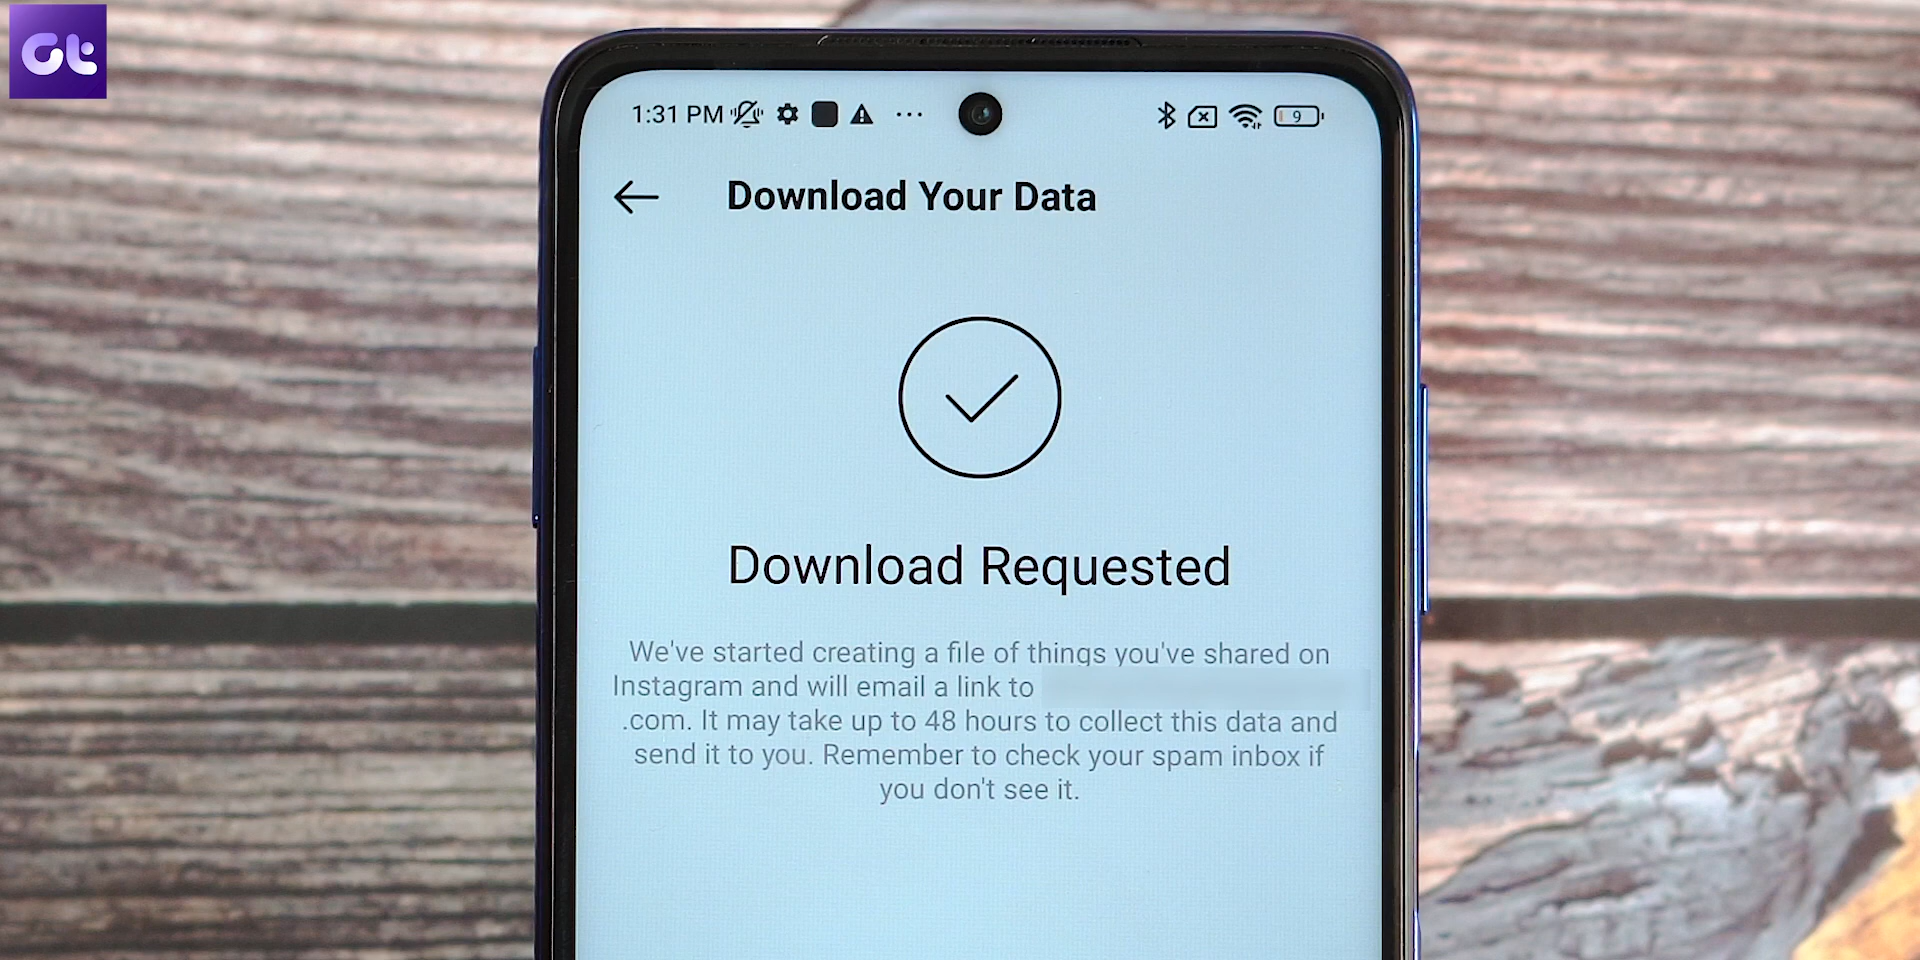 Gt
1:31 PM
9
Download Your Data
Download Requested
We've started creating a file of things you've shared on
Instagram and will email a link to
.com. It may take up to 48 hours to collect this data and
send it to you. Remember to check your spam inbox if
you don't see it.